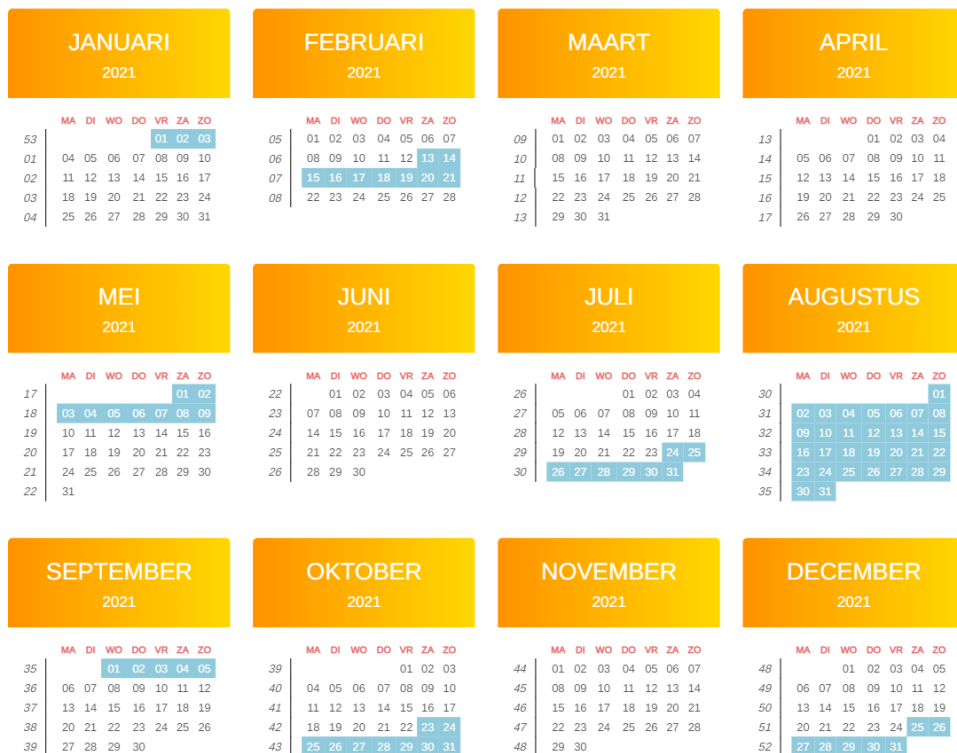 JANUARI
2021
MA DI WO DO VR ZA ZO
53 01 02 03
01 04 05 06 07 08 09 10
02 11 12 13 14 15 16 17
03 18 19 20 21 22 23 24
04 25 26 27 28 29 30 31
FEBRUARI
2021
MA DI WO DO VR ZA ZO
05 01 02 03 04 05 06 07
06 08 09 10 11 12 13 14
07 15 16 17 18 19 20 21
08 22 23 24 25 26 27 28
MAART
2021
MA DI WO DO VR ZA ZO
09 01 02 03 04 05 06 07
10 08 09 10 11 12 13 14
11 15 16 17 18 19 20 21
12 22 23 24 25 26 27 28
13 29 30 31
APRIL
2021
MA DI WO DO VR ZA ZO
13 01 02 03 04
14 05 06 07 08 09 10 11
15 12 13 14 15 16 17 18
16 19 20 21 22 23 24 25
17 26 27 28 29 30
MEI
2021
MA DI WO DO VR ZA ZO
17 01 02
18 03 04 05 06 07 08 09
19 10 11 12 13 14 15 16
20 17 18 19 20 21 22 23
21 24 25 26 27 28 29 30
22 31
JUNI
2021
MA DI WO DO VR ZA ZO
22 01 02 03 04 05 06
23 07 08 09 10 11 12 13
24 14 15 16 17 18 19 20
25 21 22 23 24 25 26 27
26 28 29 30
JULI
2021
MA DI WO DO VR ZA ZO
26 01 02 03 04
27 05 06 07 08 09 10 11
28 12 13 14 15 16 17 18
29 19 20 21 22 23 24 25
30 26 27 28 29 30 31
AUGUSTUS
2021
MA DI WO DO VR ZA ZO
30 01
31 02 03 04 05 06 07 08
32 09 10 11 12 13 14 15
33 16 17 18 19 20 21 22
34 23 24 25 26 27 28 29
35 30 31
SEPTEMBER
2021
MA DI WO DO VR ZA ZO
35 01 02 03 04 05
36 06 07 08 09 10 11 12
37 13 14 15 16 17 18 19
38 20 21 22 23 24 25 26
39 27 28 29 30
OKTOBER
2021
MA DI WO DO VR ZA ZO
39 01 02 03
40 04 05 06 07 08 09 10
41 11 12 13 14 15 16 17
42 18 19 20 21 22 23 24
43 25 26 27 28 29 30 31
NOVEMBER
2021
MA DI WO DO VR ZA ZO
44 01 02 03 04 05 06 07
45 08 09 10 11 12 13 14
46 15 16 17 18 19 20 21
47 22 23 24 25 26 27 28
48 29 30
DECEMBER
2021
MA DI WO DO VR ZA ZO
48 01 02 03 04 05
49 06 07 08 09 10 11 12
50 13 14 15 16 17 18 19
51 20 21 22 23 24 25 26
52 27 28 29 30 31